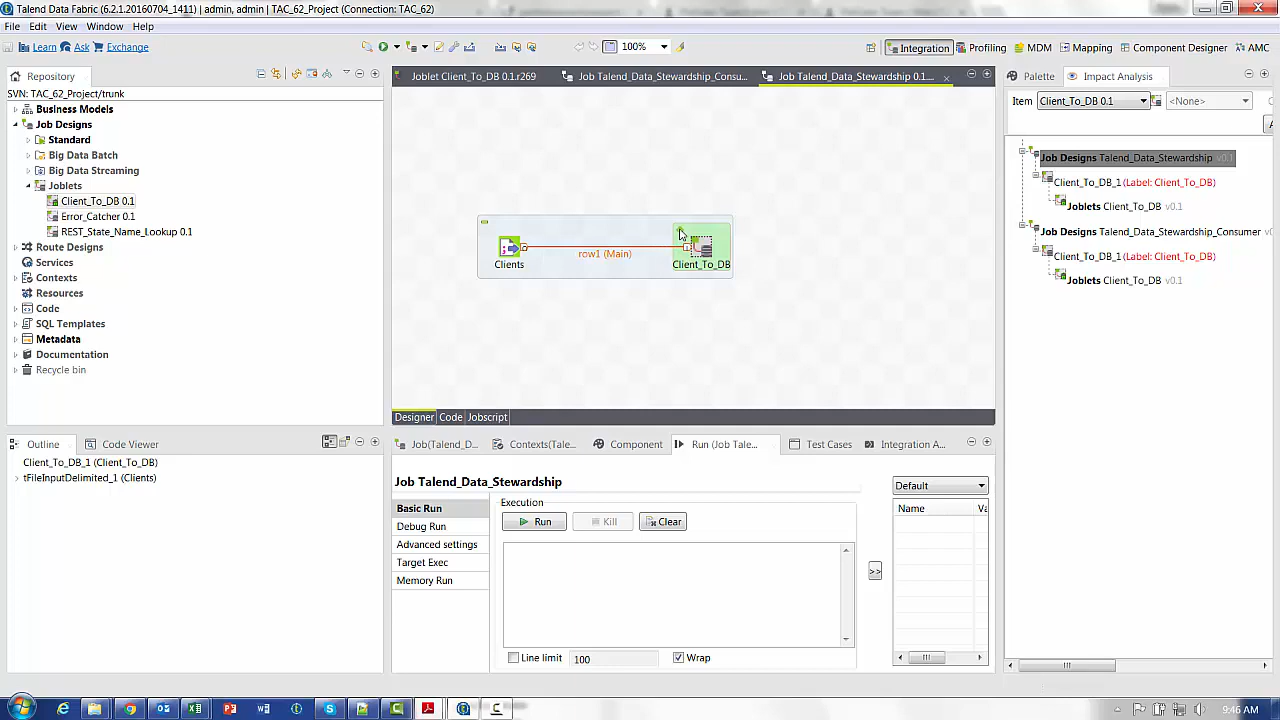 Talend Data Fabric (6.2.1.20160704_1411) | admin, admin | TAC_62_Project (Connection: TAC_62)
File Edit View Window Help
Learn Ask Exchange
100%
Integration Profiling MDM Mapping Component Designer AMC
Repository
SVN: TAC_62_Project/trunk
Business Models
Job Designs
Standard
Big Data Batch
Big Data Streaming
Joblets
Client_To_DB 0.1
Error_Catcher 0.1
REST_State_Name_Lookup 0.1
Route Designs
Services
Contexts
Resources
Code
SQL Templates
Metadata
Documentation
Recycle bin
Joblet Client_To_DB 0.1.r269
Job Talend_Data_Stewardship_Consu...
Job Talend_Data_Stewardship 0.1....
Clients
row1 (Main)
Client_To_DB
Designer Code Jobscript
Palette Impact Analysis
Item Client_To_DB 0.1 <None>
Job Designs Talend_Data_Stewardship v0.1
Client_To_DB_1 (Label: Client_To_DB)
Joblets Client_To_DB v0.1
Job Designs Talend_Data_Stewardship_Consumer
Client_To_DB_1 (Label: Client_To_DB)
Joblets Client_To_DB v0.1
Outline Code Viewer
Client_To_DB_1 (Client_To_DB)
tFileInputDelimited_1 (Clients)
Job(Talend_D... Contexts(Tale... Component Run (Job Tale... Test Cases Integration A...
Job Talend_Data_Stewardship
Basic Run
Debug Run
Advanced settings
Target Exec
Memory Run
Execution
Run Kill Clear
Line limit 100 Wrap
>>
Default
Name
9:46 AM